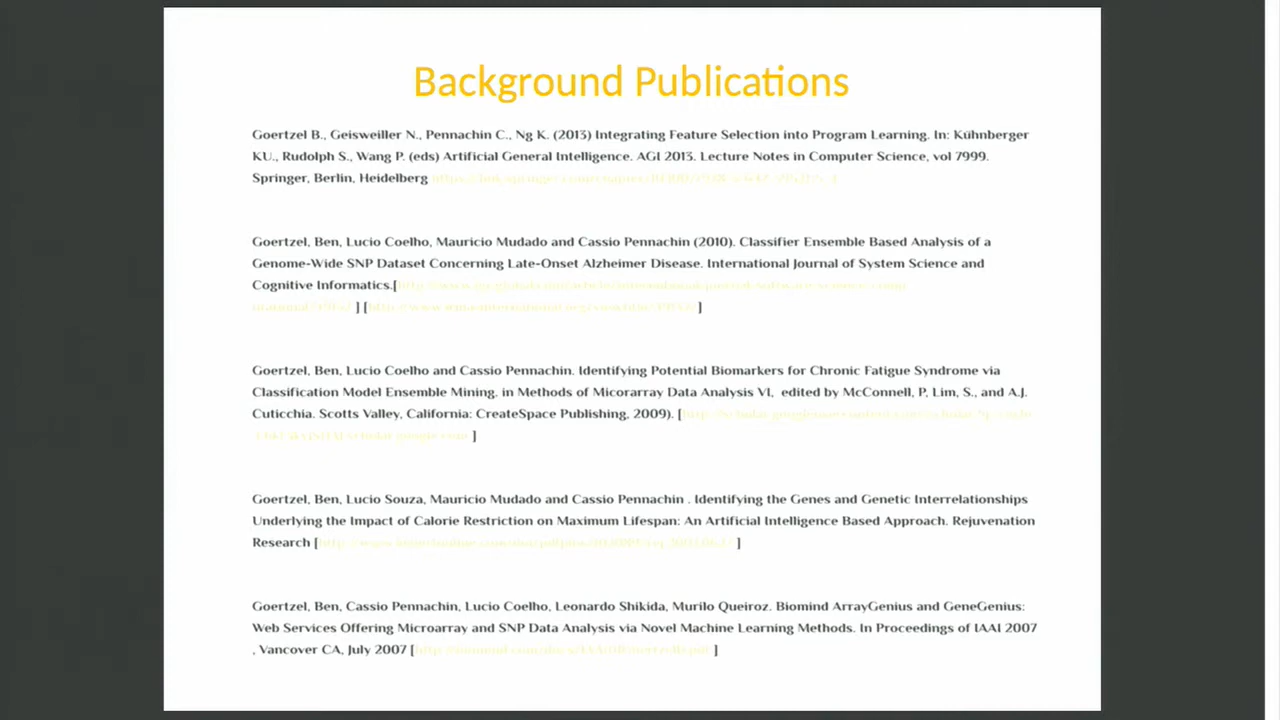 Background Publications
Goertzel B., Geisweiller N., Pennachin C., Ng K. (2013) Integrating Feature Selection into Program Learning. In: Kühnberger
KU., Rudolph S., Wang P. (eds) Artificial General Intelligence. AGI 2013. Lecture Notes in Computer Science, vol 7999.
Springer, Berlin, Heidelberg
Goertzel, Ben, Lucio Coelho, Mauricio Mudado and Cassio Pennachin (2010). Classifier Ensemble Based Analysis of a
Genome-Wide SNP Dataset Concerning Late-Onset Alzheimer Disease. International Journal of System Science and
Cognitive Informatics.[
] [ ]
Goertzel, Ben, Lucio Coelho and Cassio Pennachin. Identifying Potential Biomarkers for Chronic Fatigue Syndrome via
Classification Model Ensemble Mining. in Methods of Micorarray Data Analysis VI, edited by McConnell, P, Lim, S., and A.J.
Cuticchia. Scotts Valley, California: CreateSpace Publishing, 2009). [
]
Goertzel, Ben, Lucio Souza, Mauricio Mudado and Cassio Pennachin . Identifying the Genes and Genetic Interrelationships
Underlying the Impact of Calorie Restriction on Maximum Lifespan: An Artificial Intelligence Based Approach. Rejuvenation
Research [ ]
Goertzel, Ben, Cassio Pennachin, Lucio Coelho, Leonardo Shikida, Murilo Queiroz. Biomind ArrayGenius and GeneGenius:
Web Services Offering Microarray and SNP Data Analysis via Novel Machine Learning Methods. In Proceedings of IAAI 2007
, Vancover CA, July 2007 [ ]